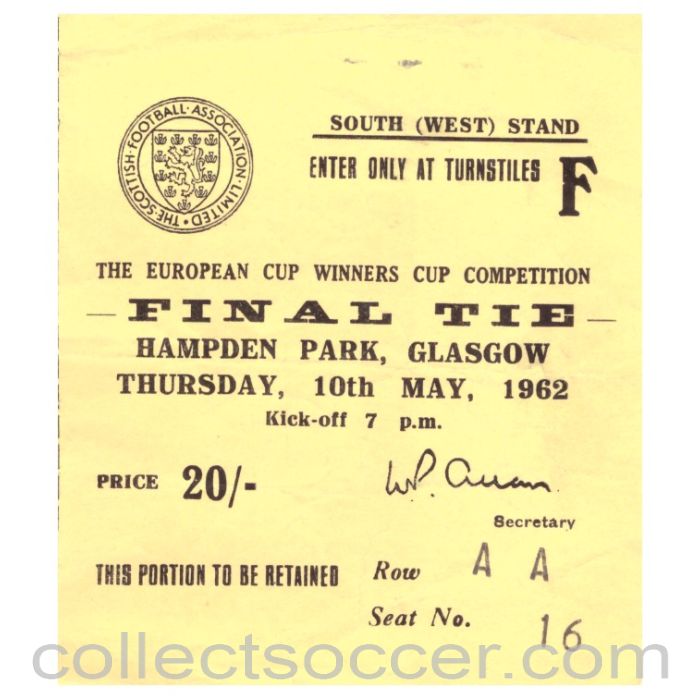 THE · SCOTTISH · FOOTBALL · ASSOCIATION · LIMITED ·
SOUTH (WEST) STAND
ENTER ONLY AT TURNSTILES F
THE EUROPEAN CUP WINNERS CUP COMPETITION
— FINAL TIE —
HAMPDEN PARK, GLASGOW
THURSDAY, 10th MAY, 1962
Kick-off 7 p.m.
PRICE 20/-
W.P. Allan.
Secretary
THIS PORTION TO BE RETAINED
Row A A
Seat No. 16
collectsoccer.com